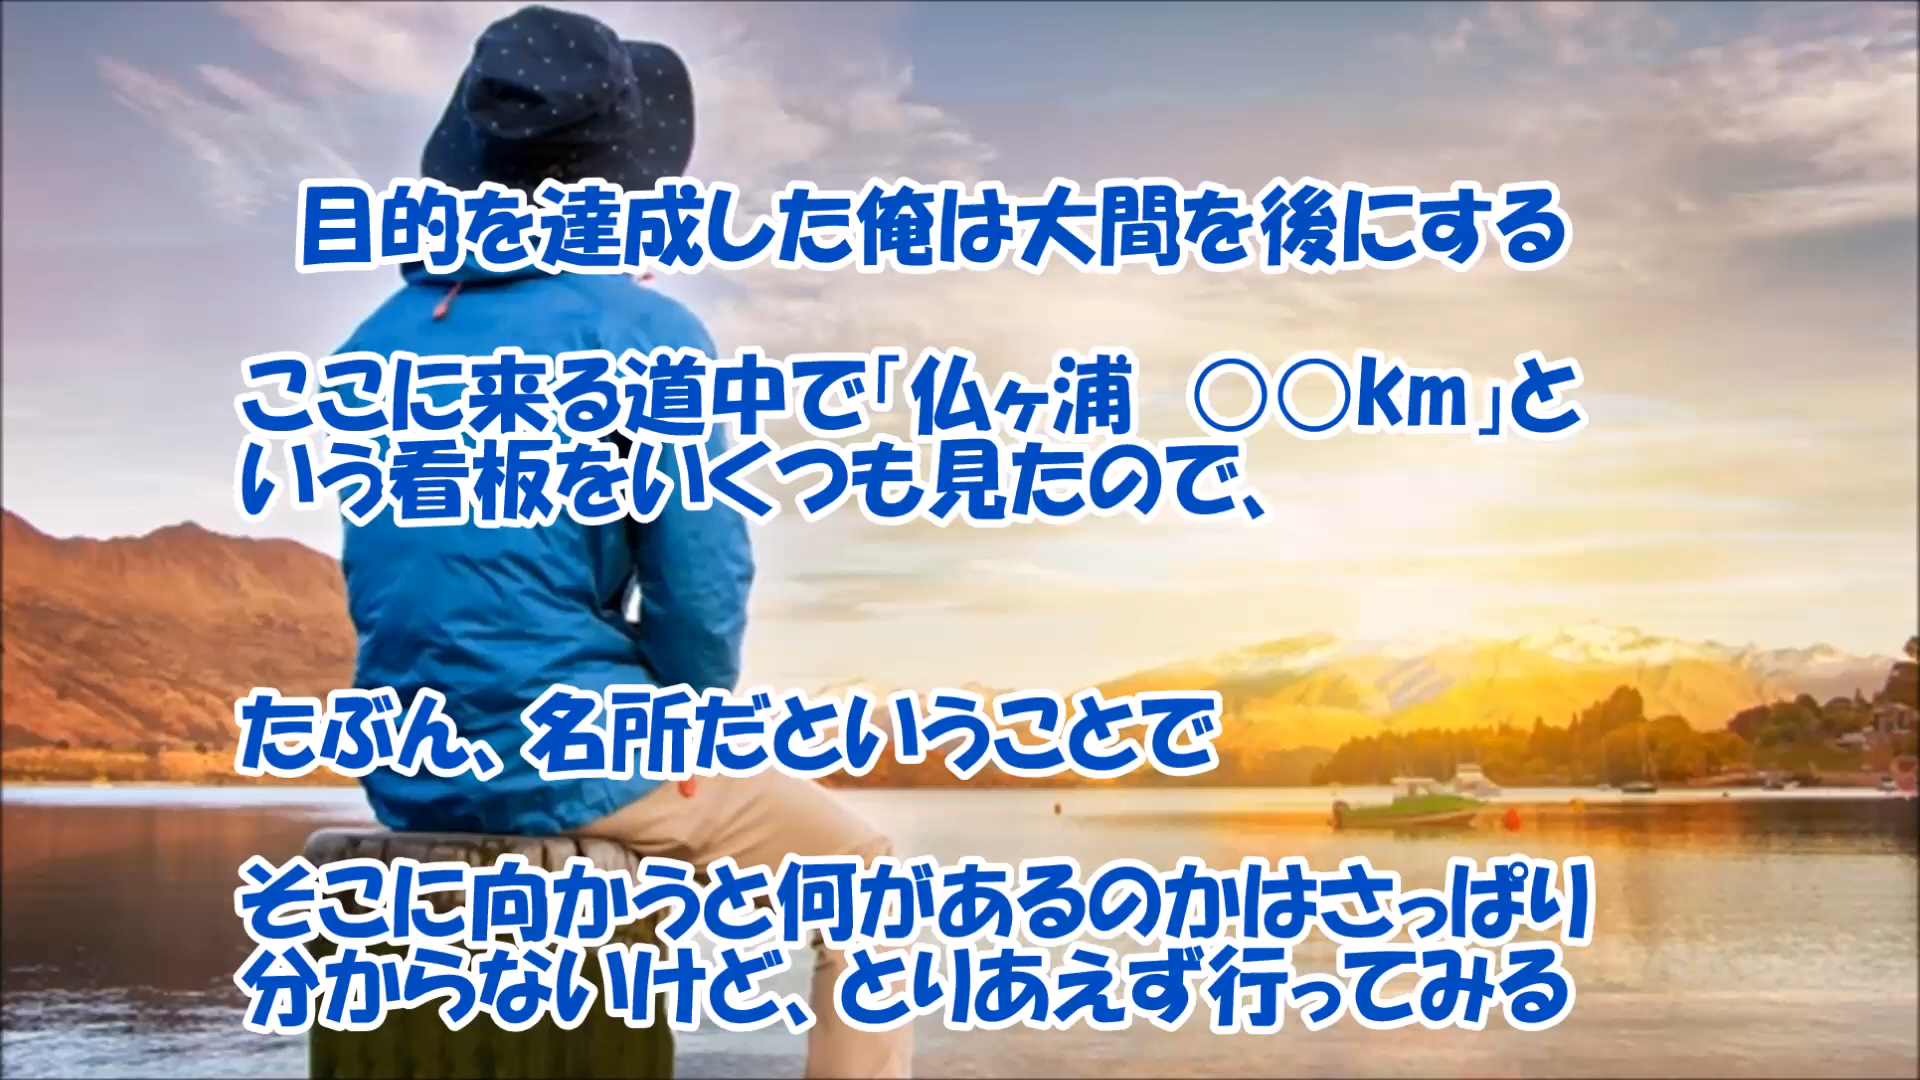 目的を達成した俺は大間を後にする
ここに来る道中で「仏ヶ浦　○○km」と
いう看板をいくつも見たので、
たぶん、名所だということで
そこに向かうと何があるのかはさっぱり
分からないけど、とりあえず行ってみる